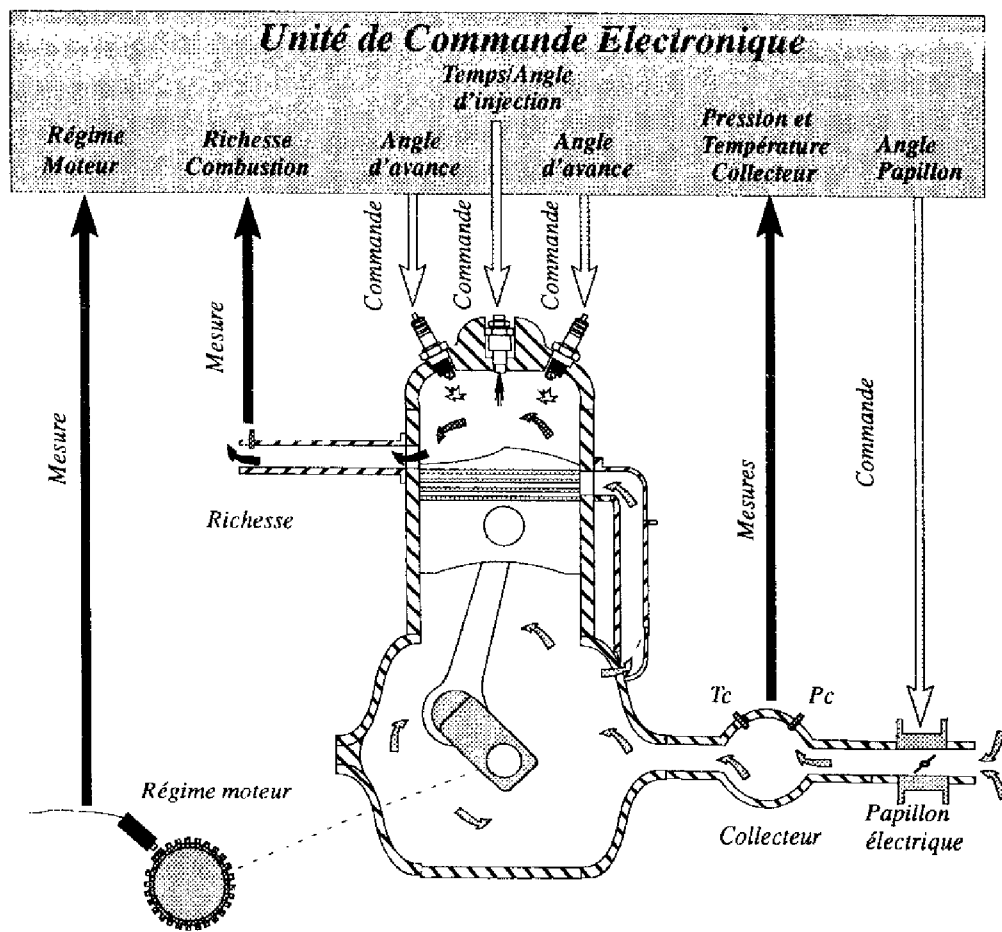 Unité de Commande Electronique
Temps/Angle
d'injection
Régime
Moteur
Richesse
Combustion
Angle
d'avance
Angle
d'avance
Pression et
Température
Collecteur
Angle
Papillon
Commande
Commande
Commande
Mesure
Mesure
Mesures
Commande
Richesse
Tc
Pc
Régime moteur
Collecteur
Papillon
électrique